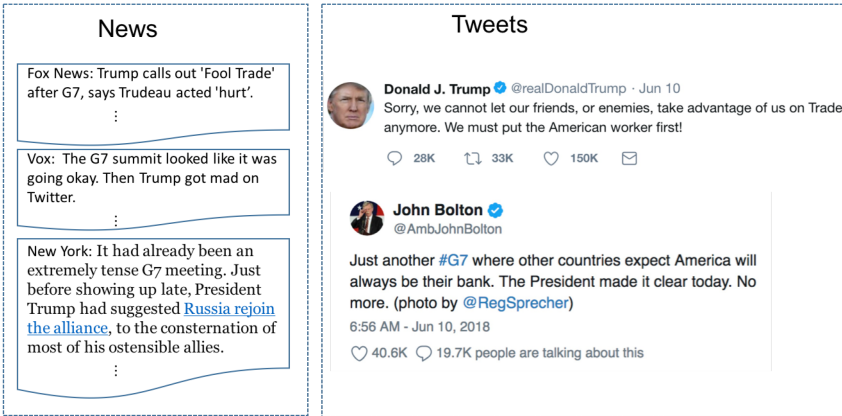 News
Fox News: Trump calls out 'Fool Trade'
after G7, says Trudeau acted 'hurt’.
⋮
Vox: The G7 summit looked like it was
going okay. Then Trump got mad on
Twitter.
⋮
New York: It had already been an
extremely tense G7 meeting. Just
before showing up late, President
Trump had suggested Russia rejoin
the alliance, to the consternation of
most of his ostensible allies.
⋮
Tweets
Donald J. Trump @realDonaldTrump · Jun 10
Sorry, we cannot let our friends, or enemies, take advantage of us on Trade
anymore. We must put the American worker first!
28K 33K 150K
John Bolton
@AmbJohnBolton
Just another #G7 where other countries expect America will
always be their bank. The President made it clear today. No
more. (photo by @RegSprecher)
6:56 AM - Jun 10, 2018
40.6K 19.7K people are talking about this